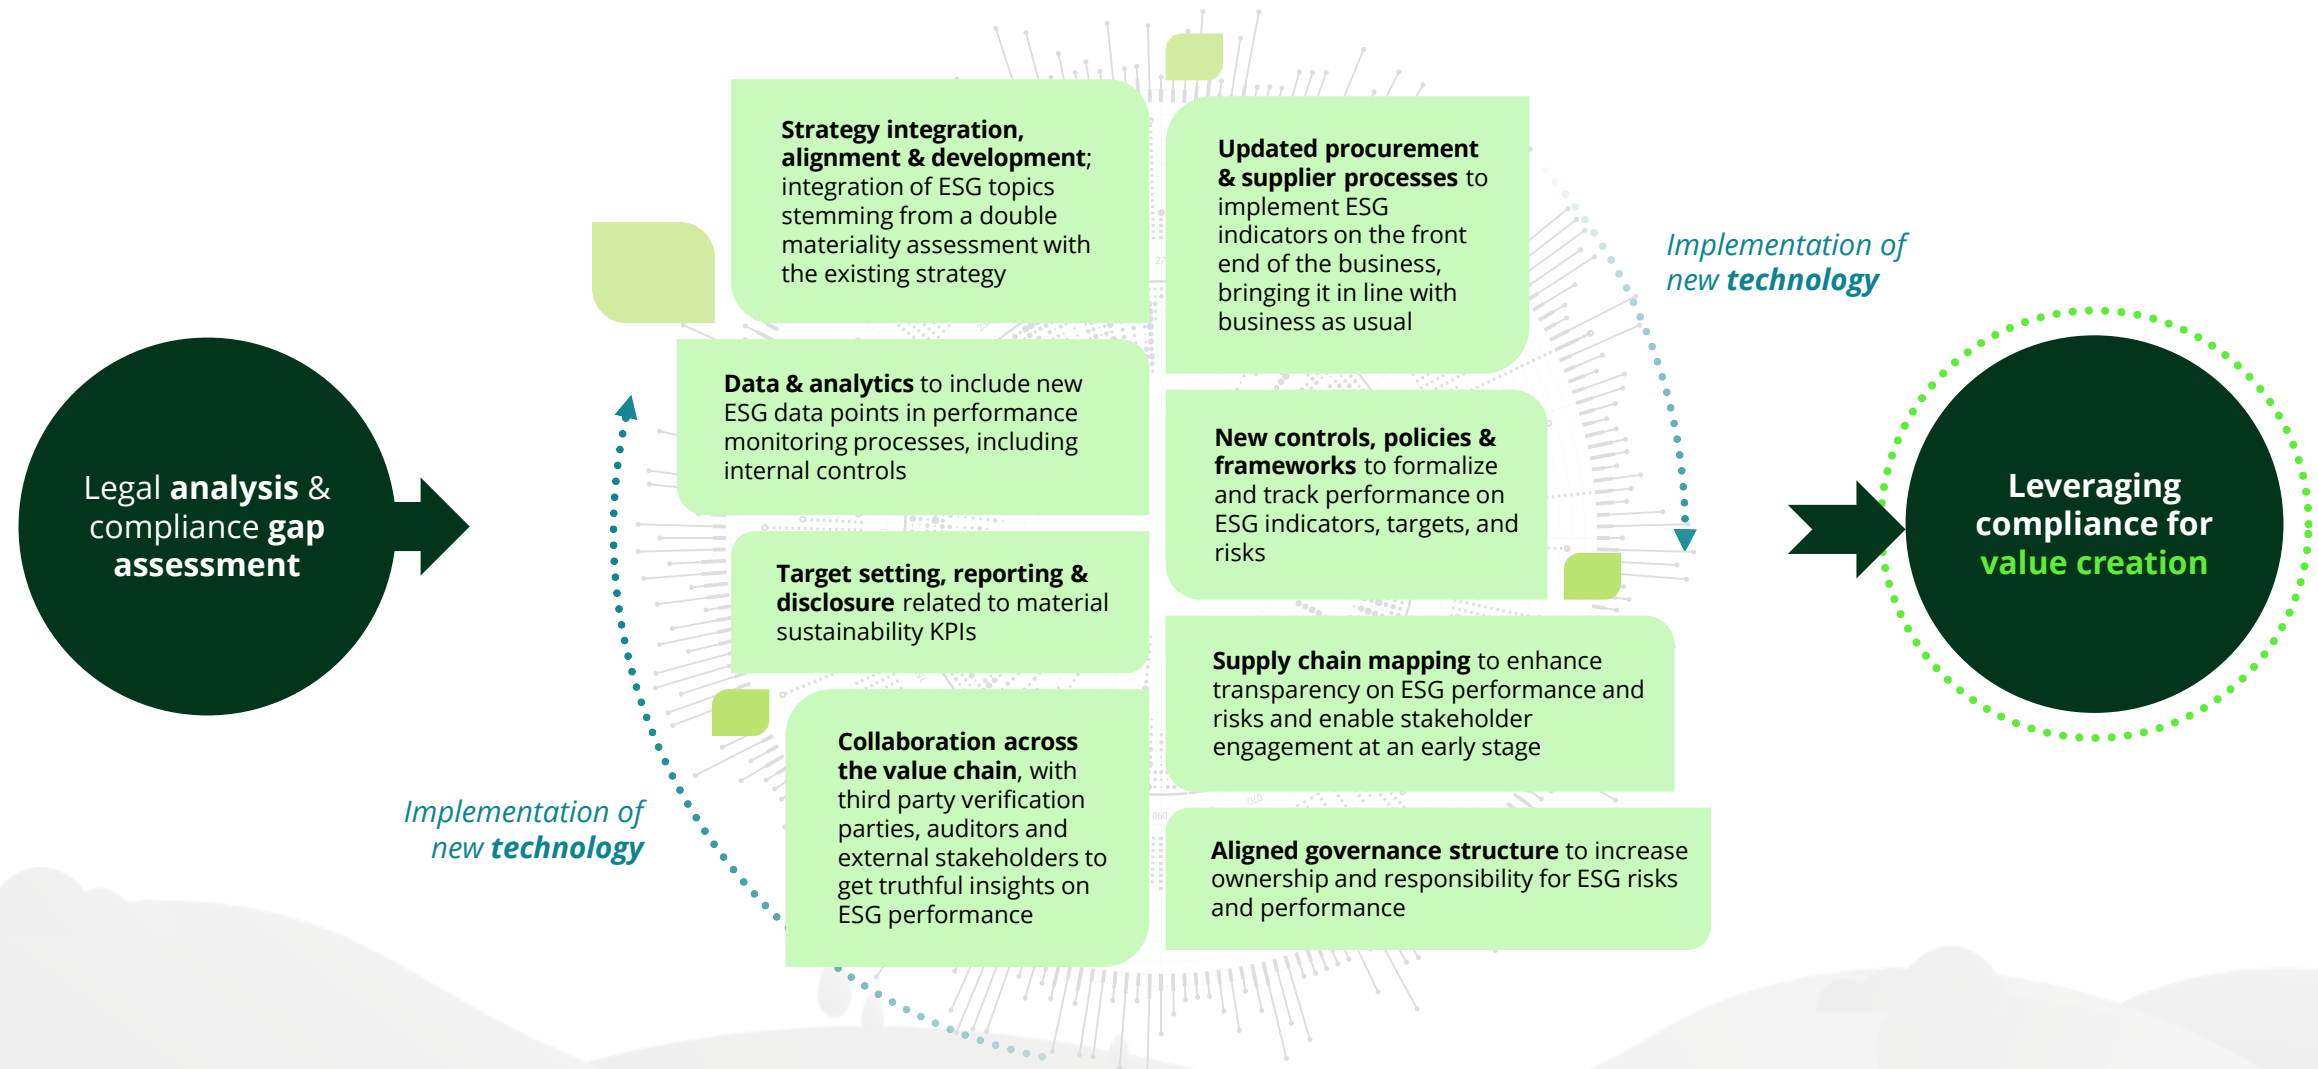 Legal analysis &
compliance gap
assessment
Strategy integration,
alignment & development;
integration of ESG topics
stemming from a double
materiality assessment with
the existing strategy
Data & analytics to include new
ESG data points in performance
monitoring processes, including
internal controls
Target setting, reporting &
disclosure related to material
sustainability KPIs
Collaboration across
the value chain, with
third party verification
parties, auditors and
external stakeholders to
get truthful insights on
ESG performance
Implementation of
new technology
Updated procurement
& supplier processes to
implement ESG
indicators on the front
end of the business,
bringing it in line with
business as usual
New controls, policies &
frameworks to formalize
and track performance on
ESG indicators, targets, and
risks
Supply chain mapping to enhance
transparency on ESG performance and
risks and enable stakeholder
engagement at an early stage
Aligned governance structure to increase
ownership and responsibility for ESG risks
and performance
Implementation of
new technology
Leveraging
compliance for
value creation
060
070